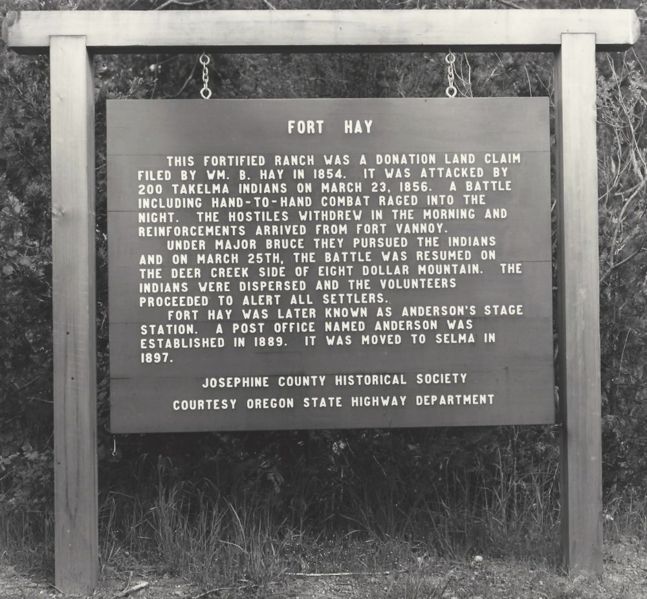 FORT HAY
THIS FORTIFIED RANCH WAS A DONATION LAND CLAIM
FILED BY WM. B. HAY IN 1854. IT WAS ATTACKED BY
200 TAKELMA INDIANS ON MARCH 23, 1856. A BATTLE
INCLUDING HAND-TO-HAND COMBAT RAGED INTO THE
NIGHT. THE HOSTILES WITHDREW IN THE MORNING AND
REINFORCEMENTS ARRIVED FROM FORT VANNOY.
UNDER MAJOR BRUCE THEY PURSUED THE INDIANS
AND ON MARCH 25TH, THE BATTLE WAS RESUMED ON
THE DEER CREEK SIDE OF EIGHT DOLLAR MOUNTAIN. THE
INDIANS WERE DISPERSED AND THE VOLUNTEERS
PROCEEDED TO ALERT ALL SETTLERS.
FORT HAY WAS LATER KNOWN AS ANDERSON'S STAGE
STATION. A POST OFFICE NAMED ANDERSON WAS
ESTABLISHED IN 1889. IT WAS MOVED TO SELMA IN
1897.
JOSEPHINE COUNTY HISTORICAL SOCIETY
COURTESY OREGON STATE HIGHWAY DEPARTMENT